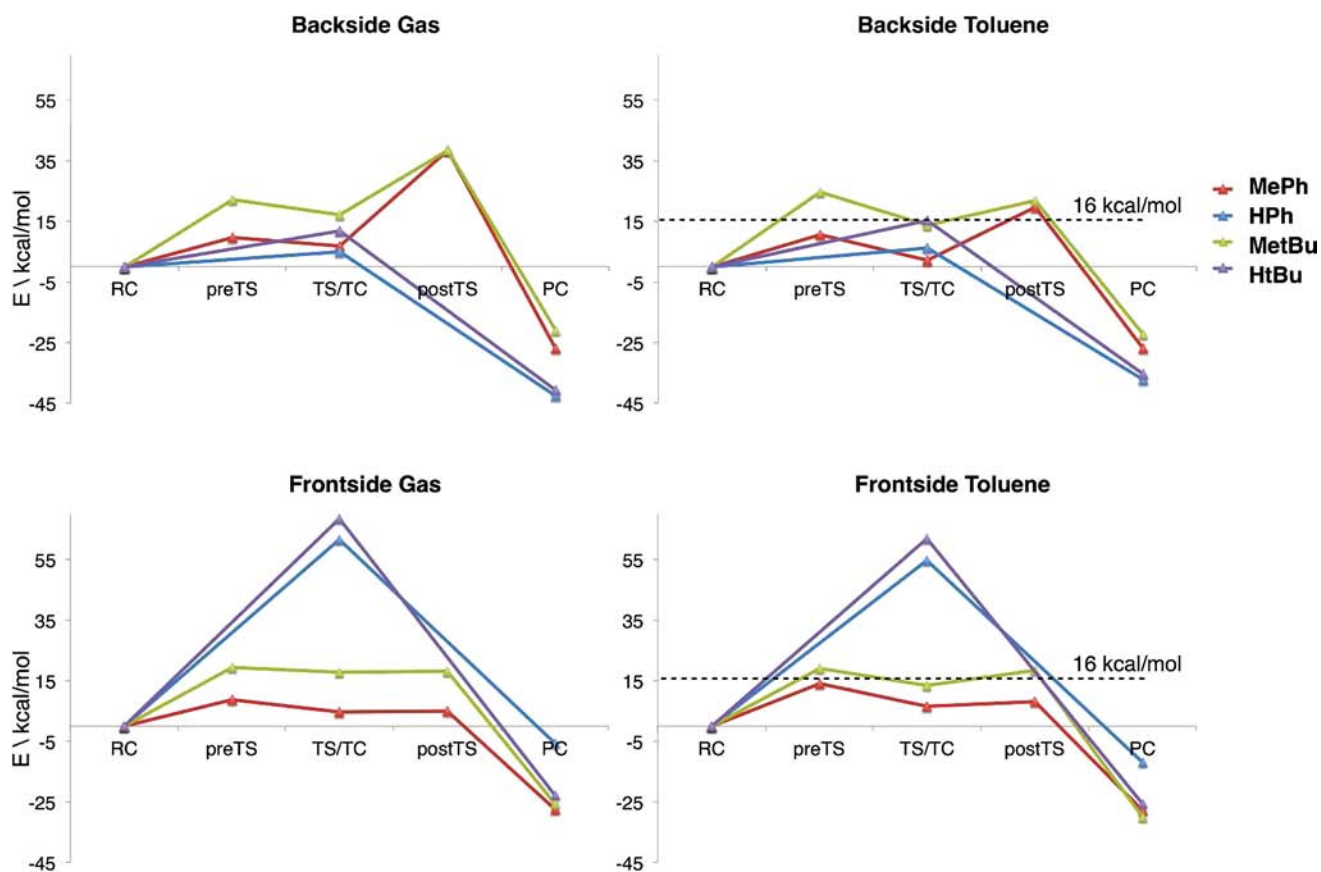 Backside Gas
Backside Toluene
E \ kcal/mol
55
35
15
-5
-25
-45
RC
preTS
TS/TC
postTS
PC
55
35
15
-5
-25
-45
16 kcal/mol
RC
preTS
TS/TC
postTS
PC
MePh
HPh
MetBu
HtBu
Frontside Gas
Frontside Toluene
E \ kcal/mol
55
35
15
-5
-25
-45
RC
preTS
TS/TC
postTS
PC
55
35
15
-5
-25
-45
16 kcal/mol
RC
preTS
TS/TC
postTS
PC